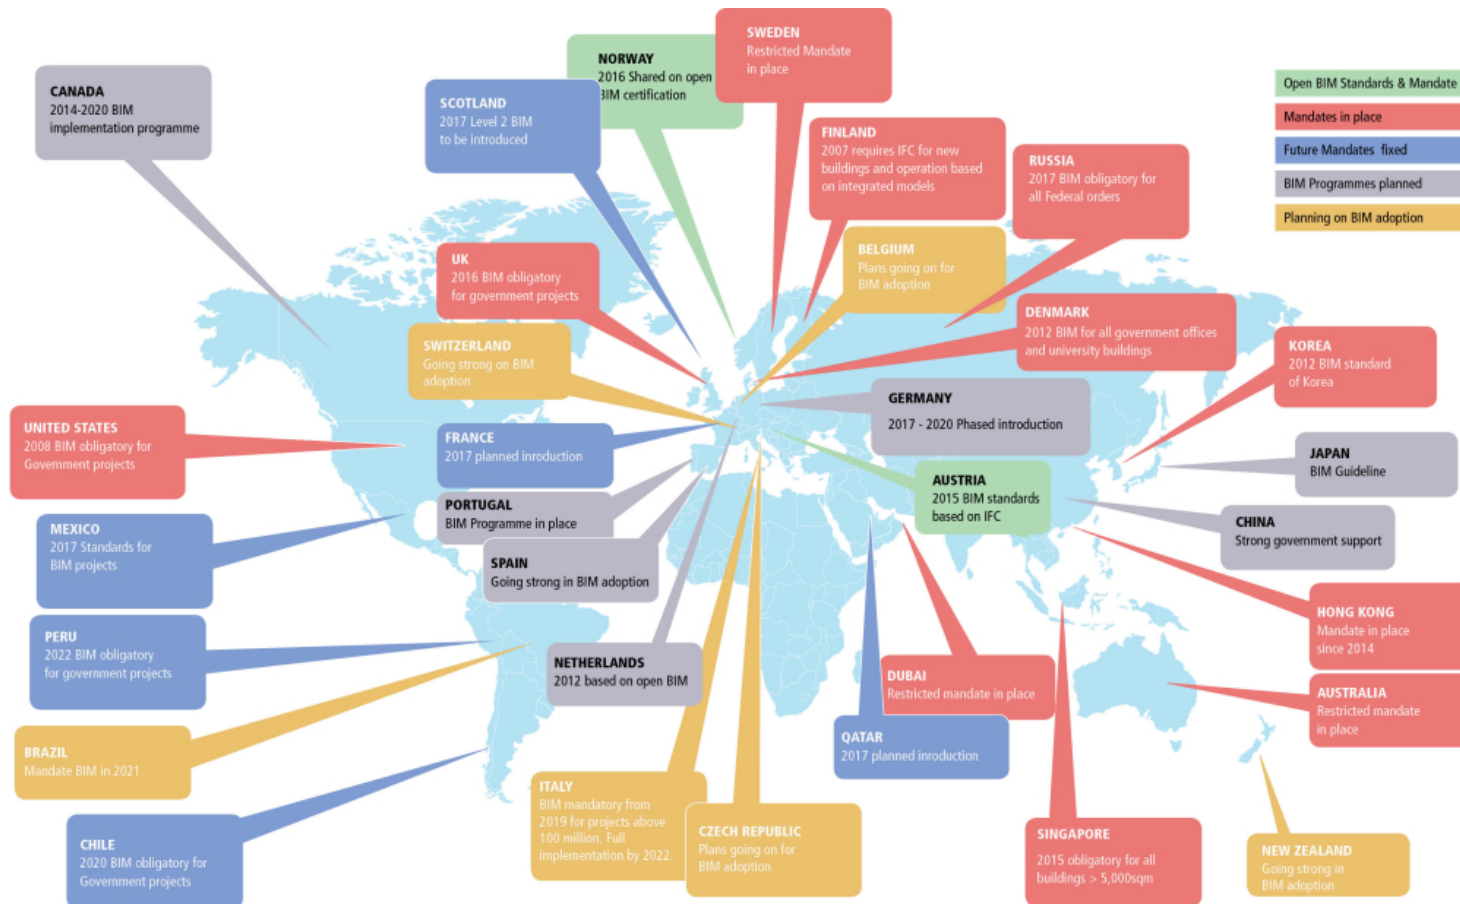 SWEDEN
Restricted Mandate
in place
NORWAY
2016 Shared on open
BIM certification
CANADA
2014-2020 BIM
implementation programme
SCOTLAND
2017 Level 2 BIM
to be introduced
FINLAND
2007 requires IFC for new
buildings and operation based
on integrated models
RUSSIA
2017 BIM obligatory for
all Federal orders
Open BIM Standards & Mandate
Mandates in place
Future Mandates fixed
BIM Programmes planned
Planning on BIM adoption
UK
2016 BIM obligatory
for government projects
BELGIUM
Plans going on for
BIM adoption
DENMARK
2012 BIM for all government offices
and university buildings
SWITZERLAND
Going strong on BIM
adoption
KOREA
2012 BIM standard
of Korea
GERMANY
2017 - 2020 Phased introduction
UNITED STATES
2008 BIM obligatory for
Government projects
FRANCE
2017 planned inroduction
JAPAN
BIM Guideline
AUSTRIA
2015 BIM standards
based on IFC
PORTUGAL
BIM Programme in place
MEXICO
2017 Standards for
BIM projects
CHINA
Strong government support
SPAIN
Going strong in BIM adoption
HONG KONG
Mandate in place
since 2014
PERU
2022 BIM obligatory
for government projects
NETHERLANDS
2012 based on open BIM
DUBAI
Restricted mandate in place
AUSTRALIA
Restricted mandate
in place
QATAR
2017 planned inroduction
BRAZIL
Mandate BIM in 2021
ITALY
BIM mandatory from
2019 for projects above
100 million. Full
implementation by 2022.
CZECH REPUBLIC
Plans going on for
BIM adoption
CHILE
2020 BIM obligatory for
Government projects
SINGAPORE
2015 obligatory for all
buildings > 5,000sqm
NEW ZEALAND
Going strong in
BIM adoption